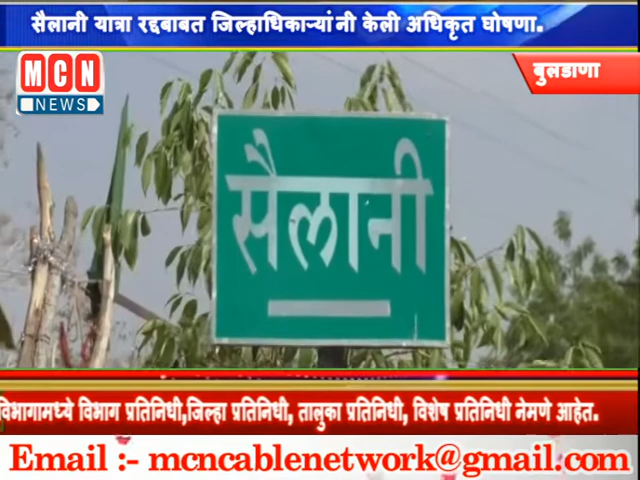 सैलानी यात्रा रद्दबाबत जिल्हाधिकाऱ्यांनी केली अधिकृत घोषणा.
MCN
NEWS
बुलडाणा
सैलानी
विभागामध्ये विभाग प्रतिनिधी,जिल्हा प्रतिनिधी, तालुका प्रतिनिधी, विशेष प्रतिनिधी नेमणे आहेत.
Email :- mcncablenetwork@gmail.com